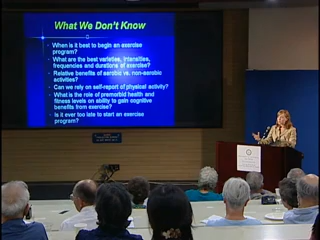 What We Don't Know
• When is it best to begin an exercise
program?
• What are the best varieties, intensities,
frequencies and durations of exercise?
• Relative benefits of aerobic vs. non-aerobic
activities?
• Can we rely on self-report of physical activity?
• What is the role of premorbid health and
fitness levels on ability to gain cognitive
benefits from exercise?
• Is it ever too late to start an exercise
program?